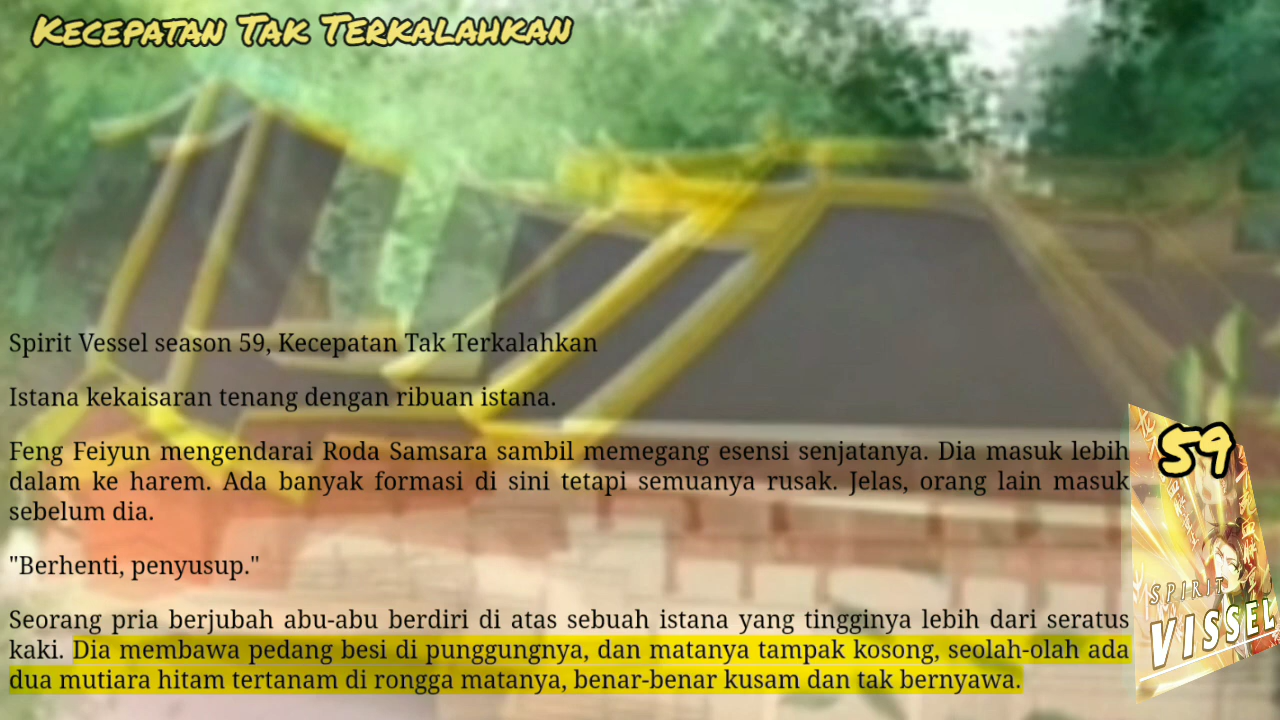 Kecepatan Tak Terkalahkan
Spirit Vessel season 59, Kecepatan Tak Terkalahkan
Istana kekaisaran tenang dengan ribuan istana.
Feng Feiyun mengendarai Roda Samsara sambil memegang esensi senjatanya. Dia masuk lebih
dalam ke harem. Ada banyak formasi di sini tetapi semuanya rusak. Jelas, orang lain masuk
sebelum dia.
"Berhenti, penyusup."
Seorang pria berjubah abu-abu berdiri di atas sebuah istana yang tingginya lebih dari seratus
kaki. Dia membawa pedang besi di punggungnya, dan matanya tampak kosong, seolah-olah ada
dua mutiara hitam tertanam di rongga matanya, benar-benar kusam dan tak bernyawa.
59
SPIRIT
VISSEL